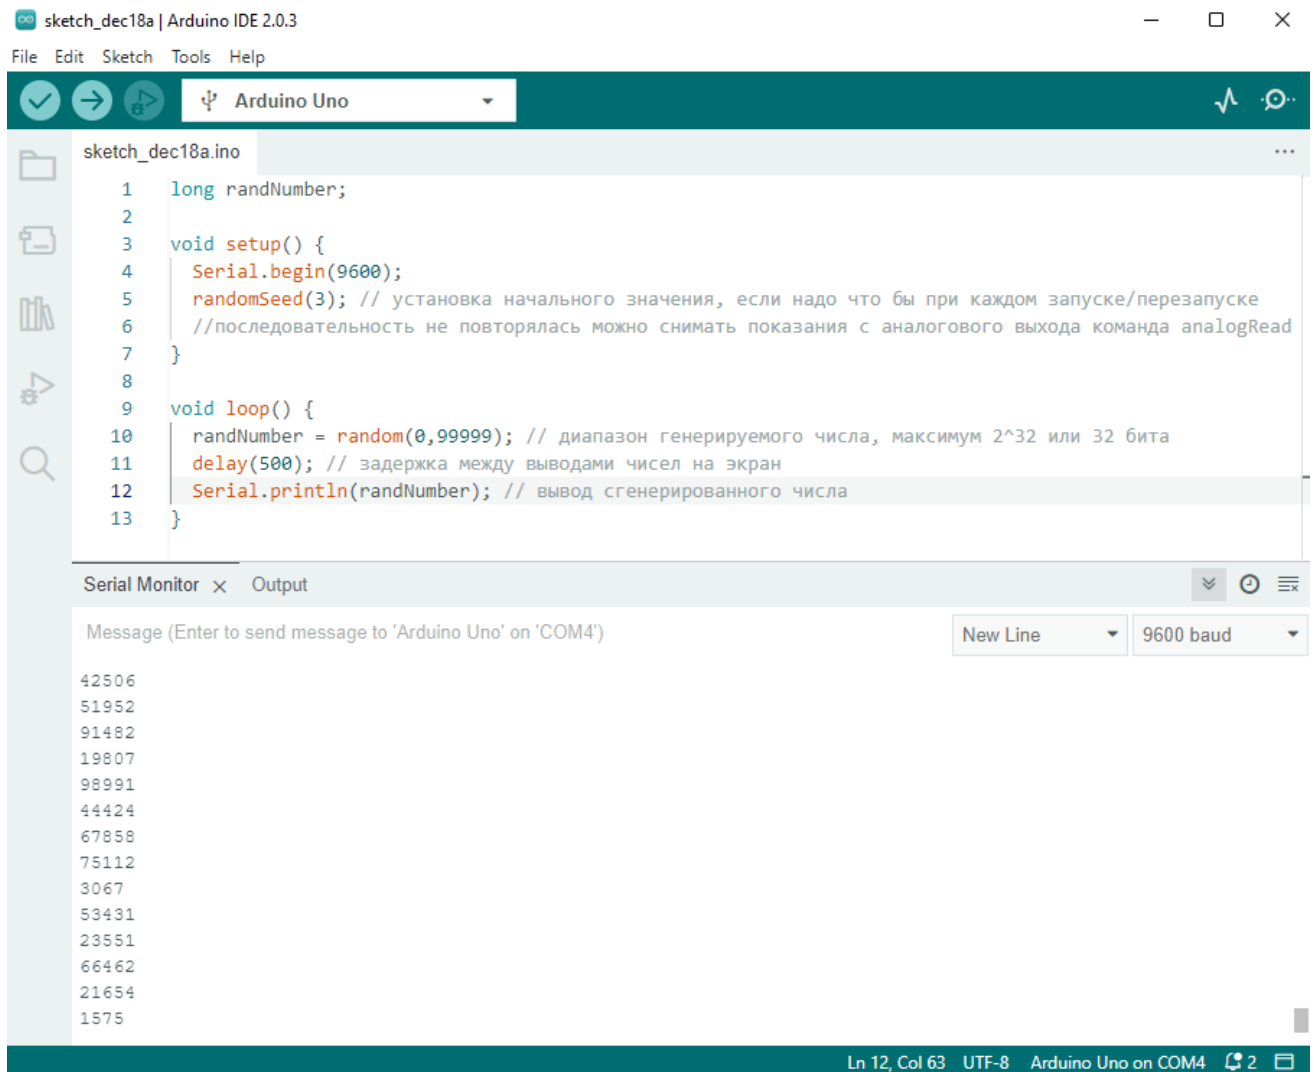 sketch_dec18a | Arduino IDE 2.0.3
File Edit Sketch Tools Help
Arduino Uno
sketch_dec18a.ino
1 long randNumber;
2
3 void setup() {
4 Serial.begin(9600);
5 randomSeed(3); // установка начального значения, если надо что бы при каждом запуске/перезапуске
6 //последовательность не повторялась можно снимать показания с аналогового выхода команда analogRead
7 }
8
9 void loop() {
10 randNumber = random(0,99999); // диапазон генерируемого числа, максимум 2^32 или 32 бита
11 delay(500); // задержка между выводами чисел на экран
12 Serial.println(randNumber); // вывод сгенерированного числа
13 }
Serial Monitor Output
Message (Enter to send message to 'Arduino Uno' on 'COM4')
New Line 9600 baud
42506
51952
91482
19807
98991
44424
67858
75112
3067
53431
23551
66462
21654
1575
Ln 12, Col 63 UTF-8 Arduino Uno on COM4 2